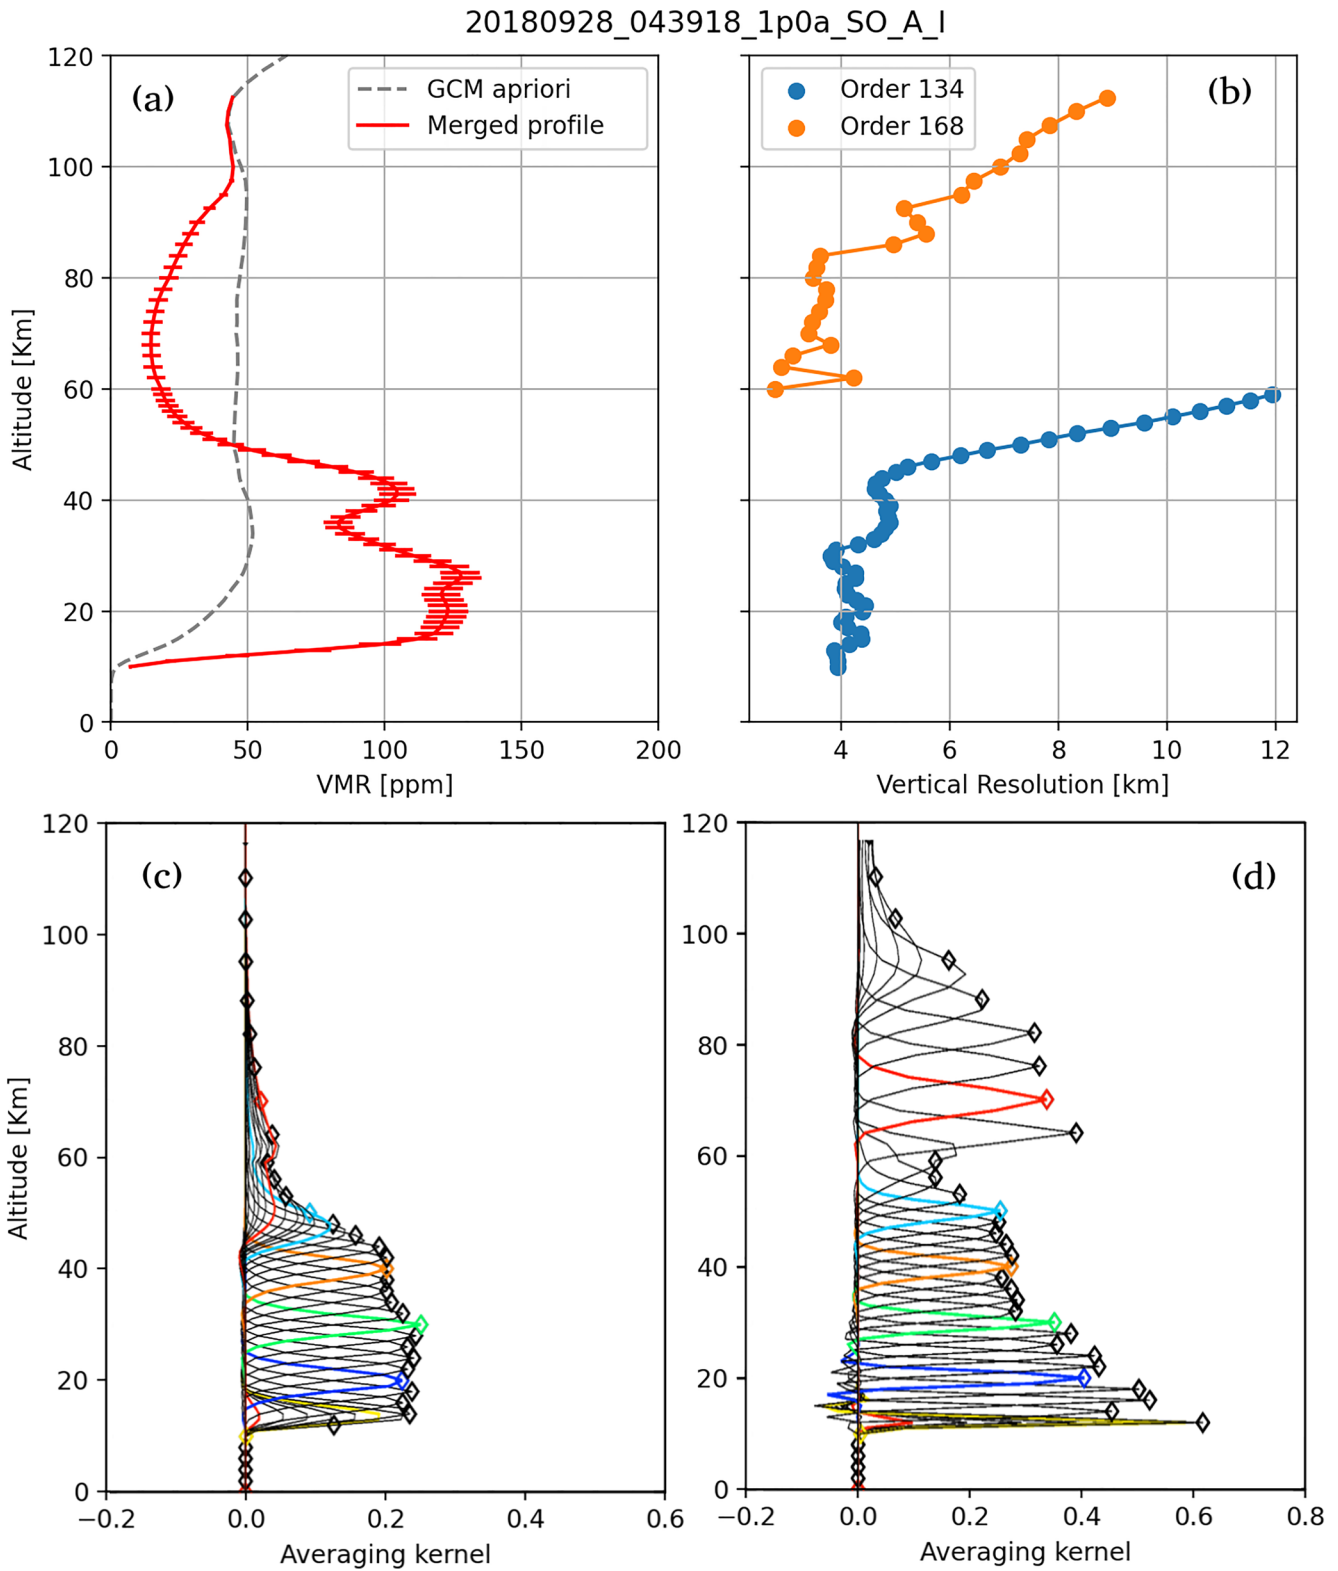 20180928_043918_1p0a_SO_A_I
(a)
GCM apriori
Merged profile
120
100
80
60
40
20
0
Altitude [Km]
0 50 100 150 200
VMR [ppm]
(b)
Order 134
Order 168
4 6 8 10 12
Vertical Resolution [km]
(c)
120
100
80
60
40
20
0
Altitude [Km]
−0.2 0.0 0.2 0.4 0.6
Averaging kernel
(d)
120
100
80
60
40
20
0
−0.2 0.0 0.2 0.4 0.6 0.8
Averaging kernel